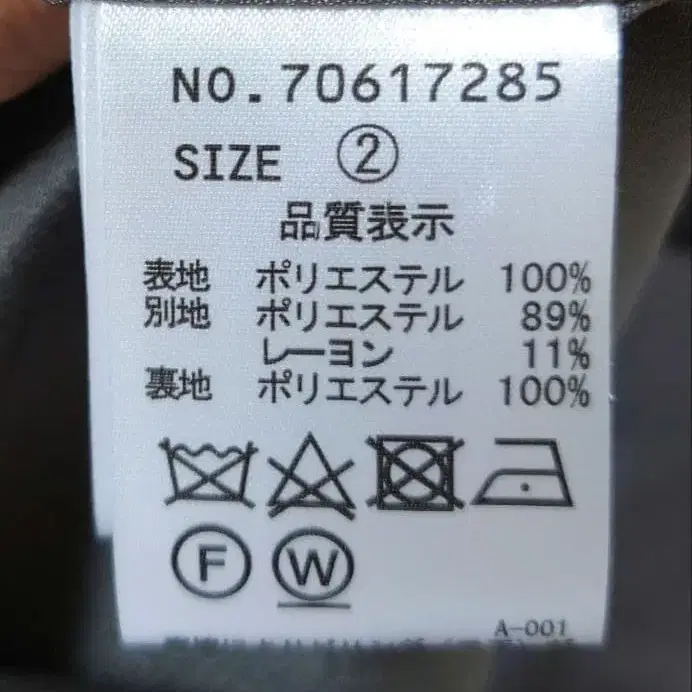 NO.70617285
SIZE ②
品質表示
表地 ポリエステル 100%
別地 ポリエステル 89%
レーヨン 11%
裏地 ポリエステル 100%
F W
A-001